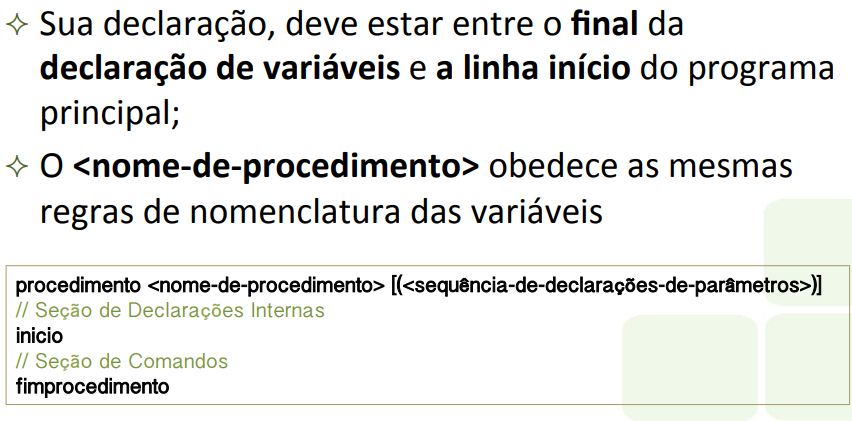 ✧ Sua declaração, deve estar entre o final da
declaração de variáveis e a linha início do programa
principal;
✧ O <nome-de-procedimento> obedece as mesmas
regras de nomenclatura das variáveis
procedimento <nome-de-procedimento> [(<sequência-de-declarações-de-parâmetros>)]
// Seção de Declarações Internas
inicio
// Seção de Comandos
fimprocedimento